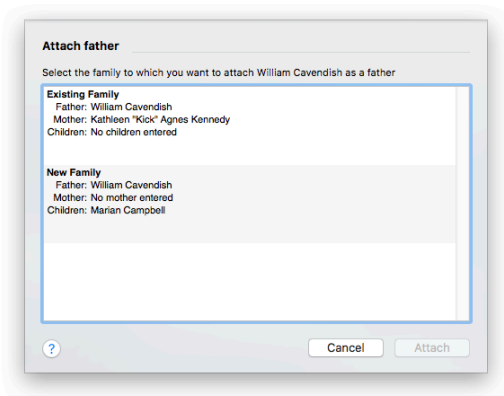 Attach father
Select the family to which you want to attach William Cavendish as a father
Existing Family
Father: William Cavendish
Mother: Kathleen "Kick" Agnes Kennedy
Children: No children entered
New Family
Father: William Cavendish
Mother: No mother entered
Children: Marian Campbell
? Cancel Attach